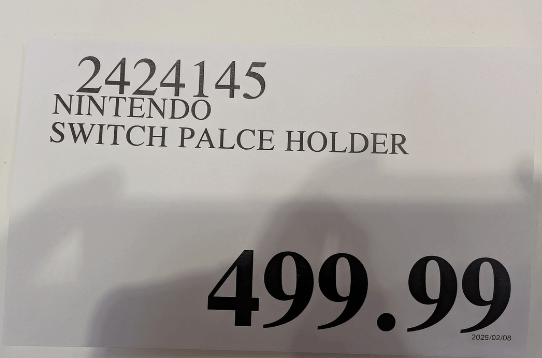 2424145
NINTENDO
SWITCH PALCE HOLDER
499.99
2025/02/08